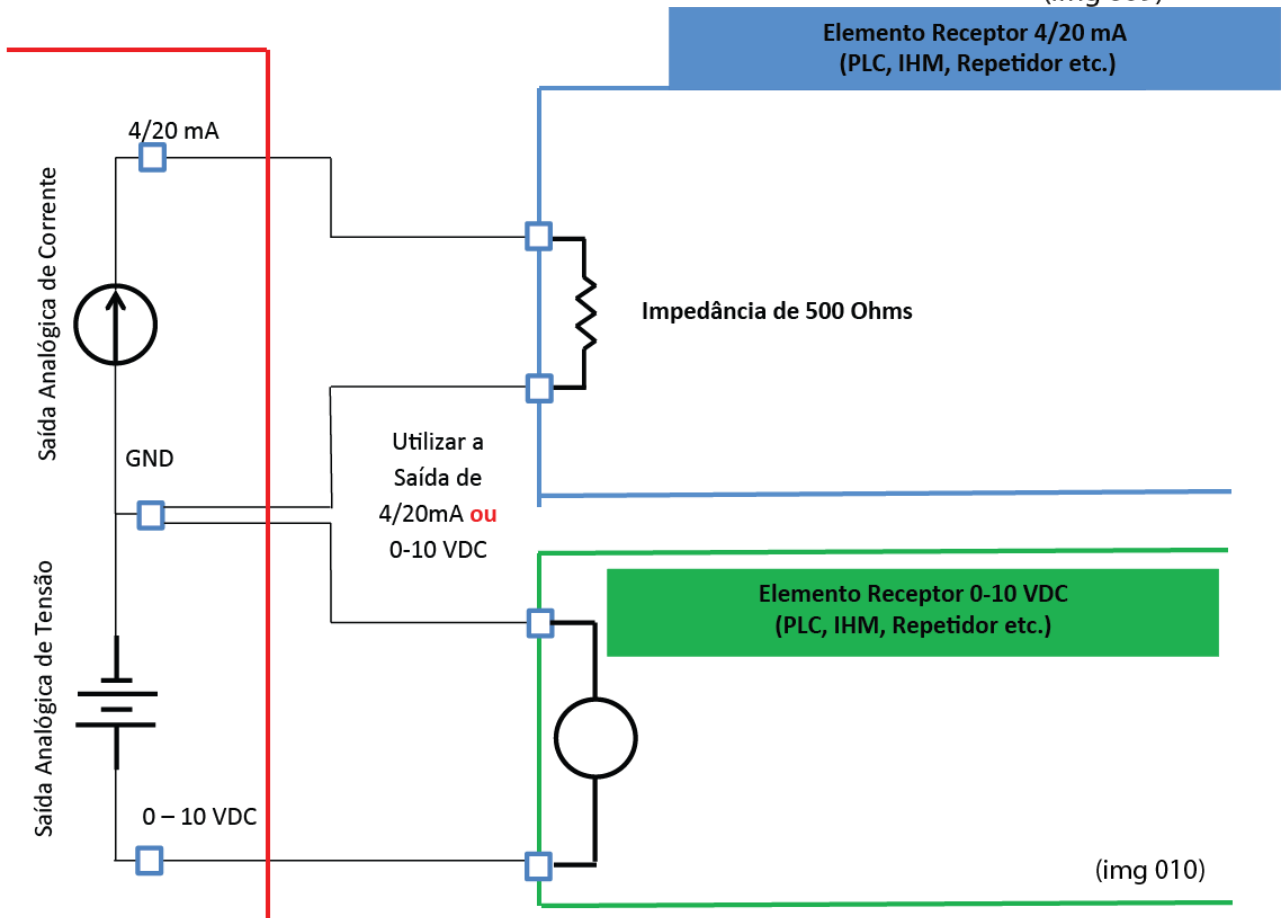 Elemento Receptor 4/20 mA
(PLC, IHM, Repetidor etc.)
4/20 mA
Saída Analógica de Corrente
Impedância de 500 Ohms
GND
Utilizar a
Saída de
4/20mA ou
0-10 VDC
Elemento Receptor 0-10 VDC
(PLC, IHM, Repetidor etc.)
Saída Analógica de Tensão
0 – 10 VDC
(img 010)